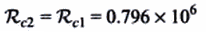 ℛc2 = ℛc1 = 0.796 × 10⁶